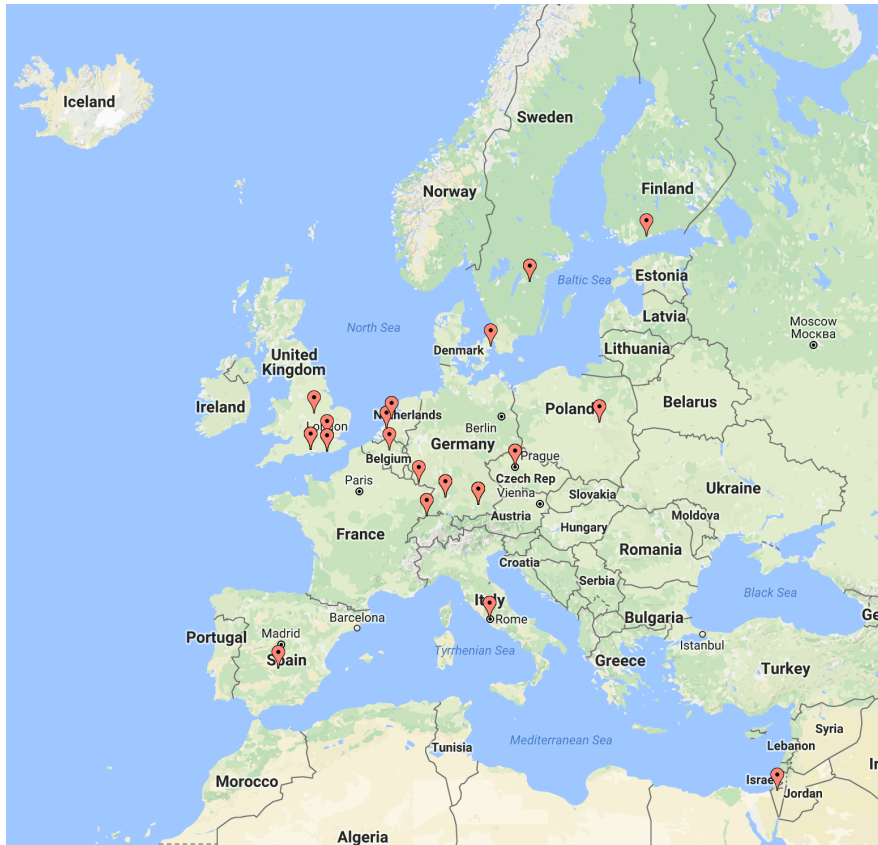 Iceland
Sweden
Norway
Finland
Estonia
Baltic Sea
Latvia
Moscow
Москва
North Sea
Denmark
Lithuania
United
Kingdom
Ireland
London
Netherlands
Berlin
Poland
Belarus
Germany
Belgium
Prague
Paris
Czech Rep
Vienna
Slovakia
Ukraine
Austria
Moldova
France
Hungary
Romania
Croatia
Serbia
Black Sea
Italy
Barcelona
Rome
Bulgaria
Ge
Portugal
Madrid
Istanbul
Tyrrhenian Sea
Spain
Greece
Turkey
Syria
Mediterranean Sea
Tunisia
Lebanon
Ir
Israel
Morocco
Jordan
Algeria